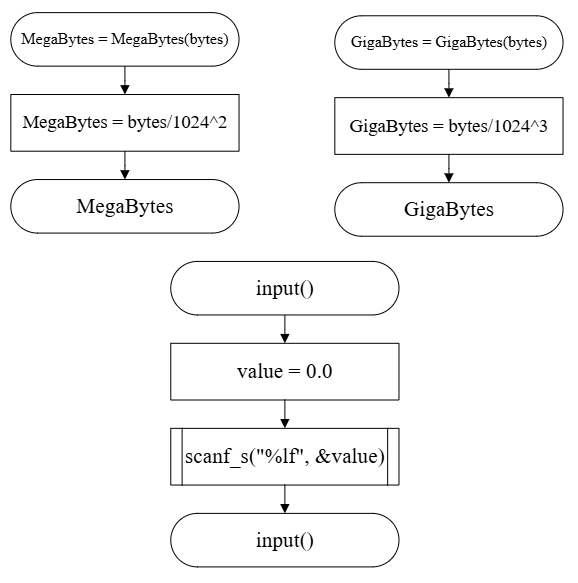 MegaBytes = MegaBytes(bytes)
MegaBytes = bytes/1024^2
MegaBytes
GigaBytes = GigaBytes(bytes)
GigaBytes = bytes/1024^3
GigaBytes
input()
value = 0.0
scanf_s("%lf", &value)
input()